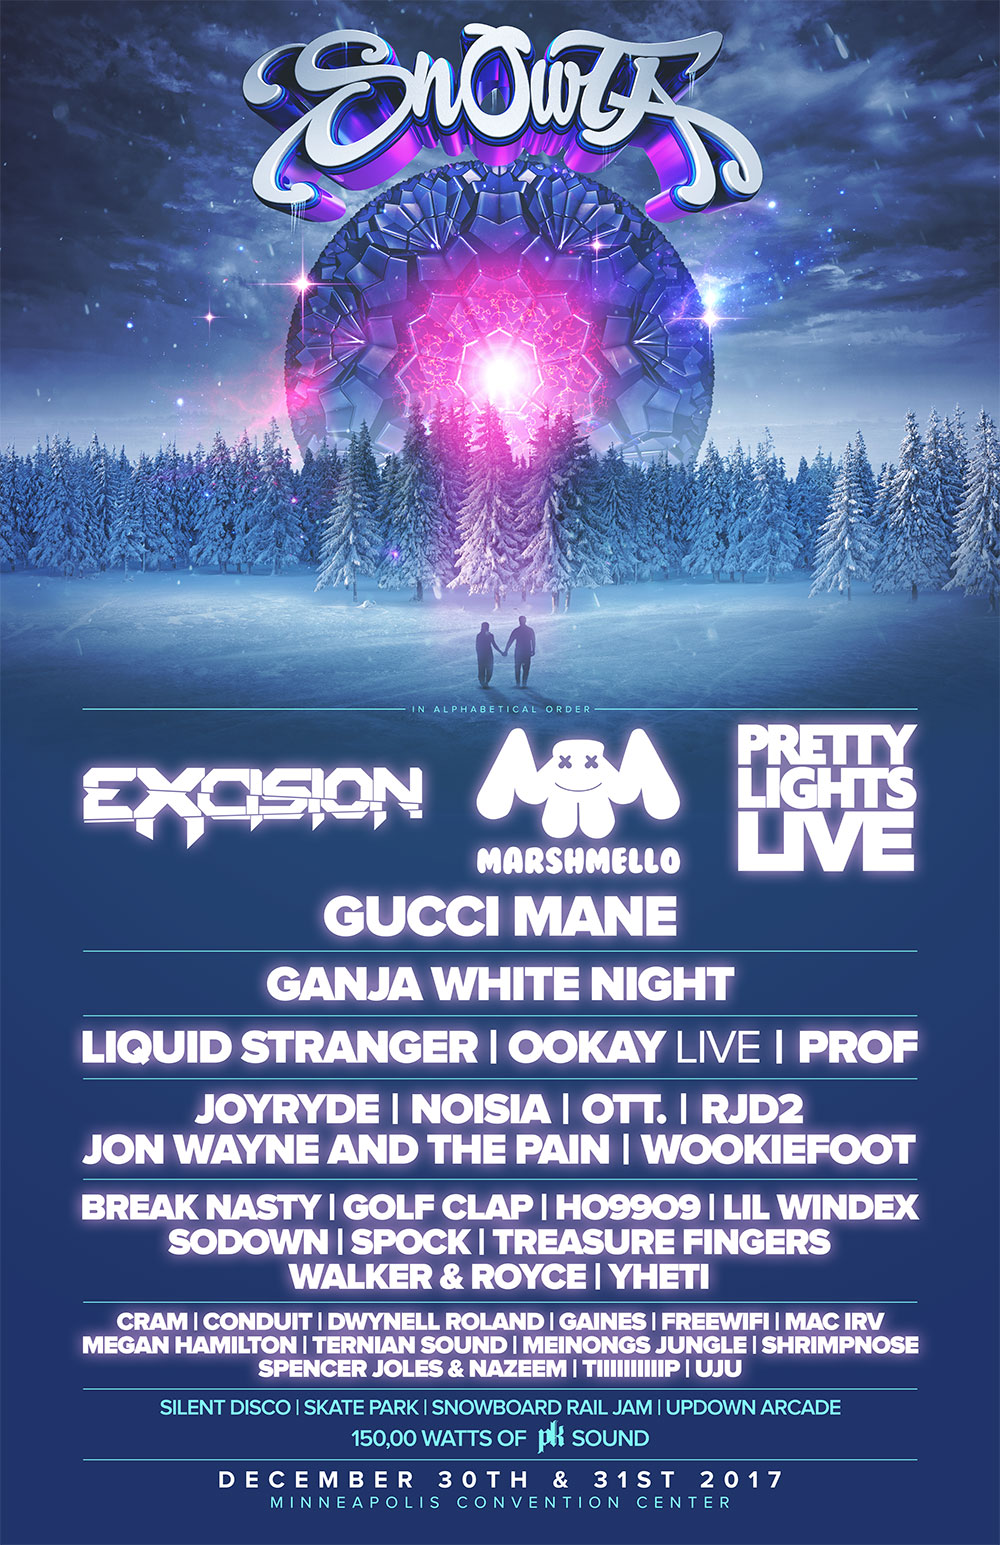 SnOwTA
IN ALPHABETICAL ORDER
EXCISION
MARSHMELLO
PRETTY
LIGHTS
LIVE
GUCCI MANE
GANJA WHITE NIGHT
LIQUID STRANGER | OOKAY LIVE | PROF
JOYRYDE | NOISIA | OTT. | RJD2
JON WAYNE AND THE PAIN | WOOKIEFOOT
BREAK NASTY | GOLF CLAP | HO99O9 | LIL WINDEX
SODOWN | SPOCK | TREASURE FINGERS
WALKER & ROYCE | YHETI
CRAM | CONDUIT | DWYNELL ROLAND | GAINES | FREEWIFI | MAC IRV
MEGAN HAMILTON | TERNIAN SOUND | MEINONGS JUNGLE | SHRIMPNOSE
SPENCER JOLES & NAZEEM | TIIIIIIIIIIP | UJU
SILENT DISCO | SKATE PARK | SNOWBOARD RAIL JAM | UPDOWN ARCADE
150,00 WATTS OF pk SOUND
DECEMBER 30TH & 31ST 2017
MINNEAPOLIS CONVENTION CENTER